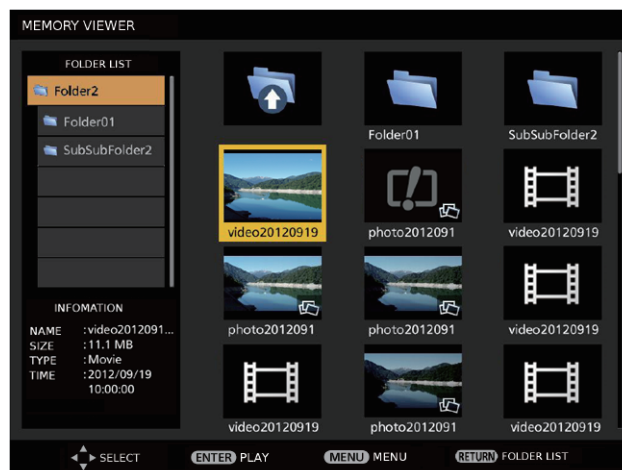 MEMORY VIEWER
FOLDER LIST
Folder2
Folder01
SubSubFolder2
INFOMATION
NAME :video2012091...
SIZE :11.1 MB
TYPE :Movie
TIME :2012/09/19
10:00:00
Folder01 SubSubFolder2
video20120919 photo2012091 video20120919
photo2012091 photo2012091 video20120919
video20120919 photo2012091 video20120919
SELECT ENTER PLAY MENU MENU RETURN FOLDER LIST